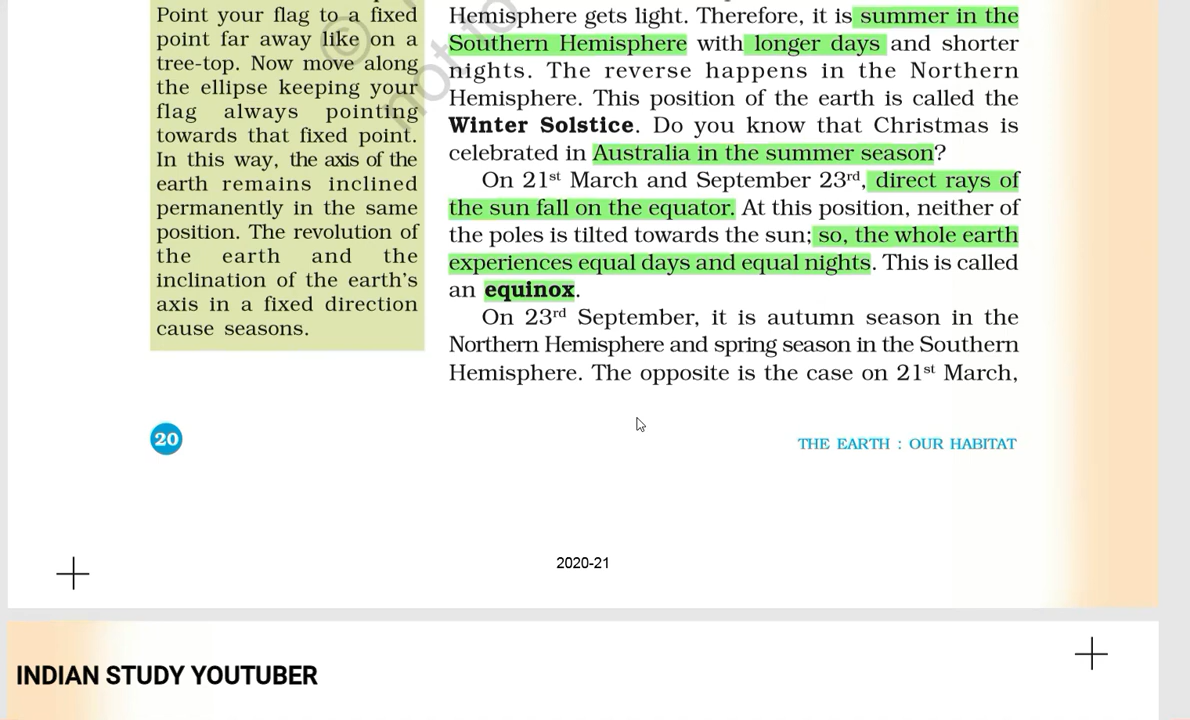 Point your flag to a fixed
point far away like on a
tree-top. Now move along
the ellipse keeping your
flag always pointing
towards that fixed point.
In this way, the axis of the
earth remains inclined
permanently in the same
position. The revolution of
the earth and the
inclination of the earth's
axis in a fixed direction
cause seasons.
Hemisphere gets light. Therefore, it is summer in the
Southern Hemisphere with longer days and shorter
nights. The reverse happens in the Northern
Hemisphere. This position of the earth is called the
Winter Solstice. Do you know that Christmas is
celebrated in Australia in the summer season?
On 21st March and September 23rd, direct rays of
the sun fall on the equator. At this position, neither of
the poles is tilted towards the sun; so, the whole earth
experiences equal days and equal nights. This is called
an equinox.
On 23rd September, it is autumn season in the
Northern Hemisphere and spring season in the Southern
Hemisphere. The opposite is the case on 21st March,
20
THE EARTH : OUR HABITAT
2020-21
INDIAN STUDY YOUTUBER